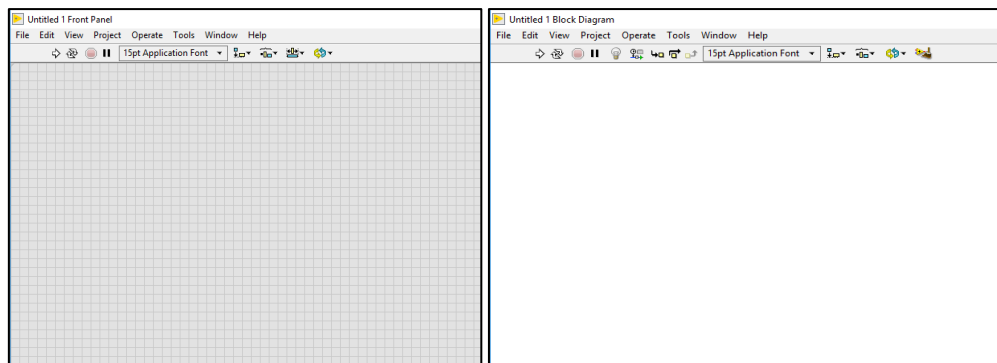 Untitled 1 Front Panel
File Edit View Project Operate Tools Window Help
15pt Application Font
Untitled 1 Block Diagram
File Edit View Project Operate Tools Window Help
15pt Application Font